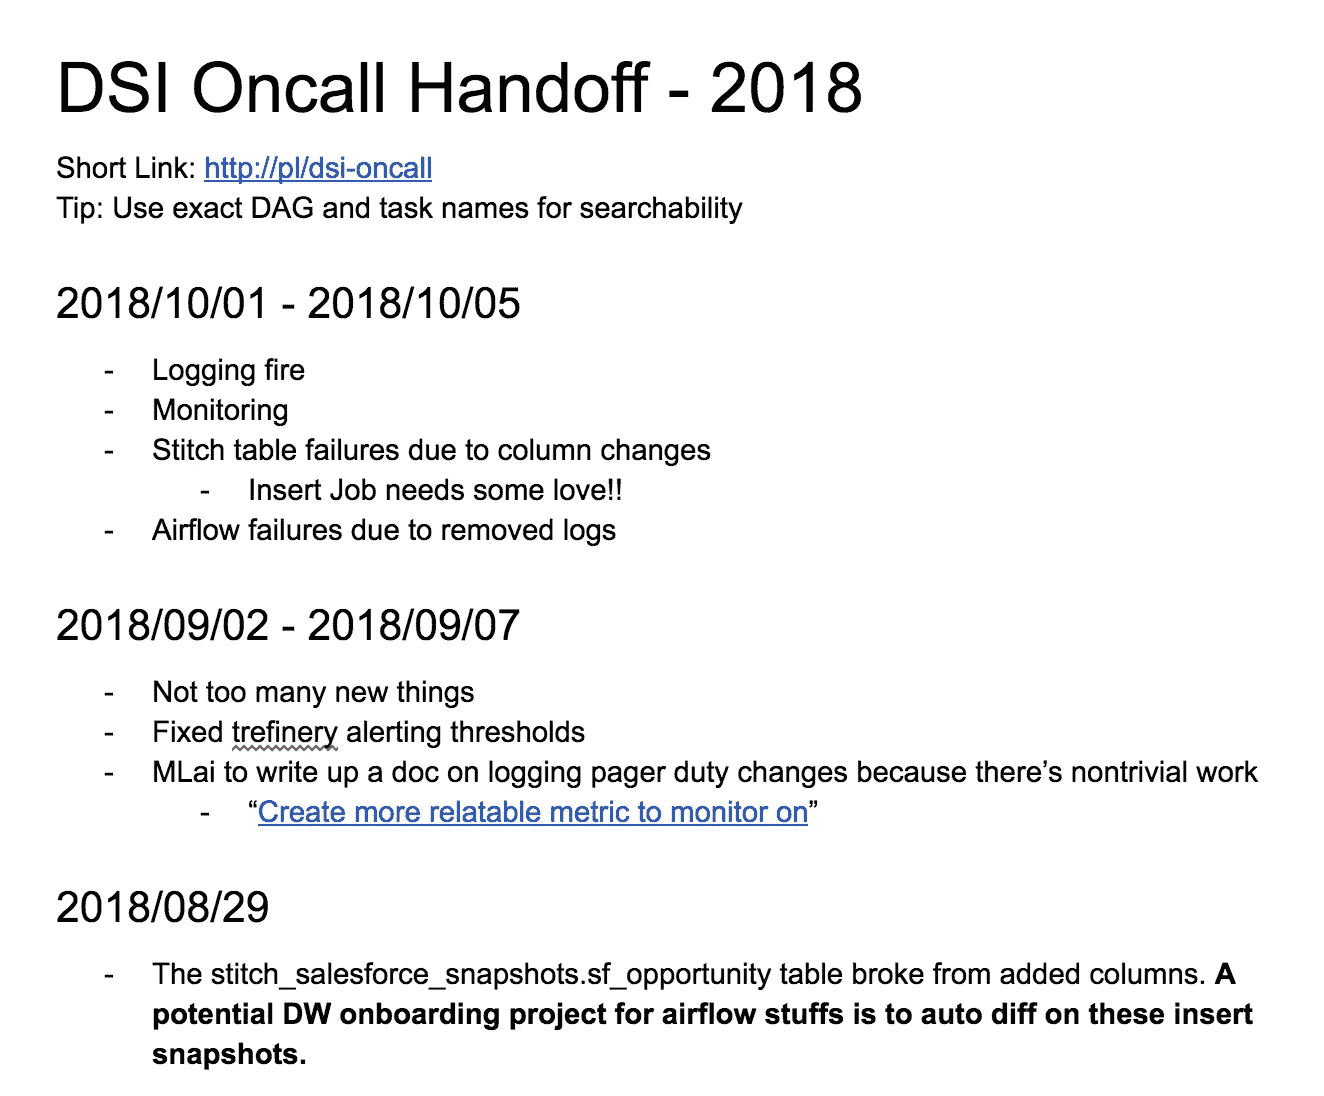 DSI Oncall Handoff - 2018
Short Link: http://pl/dsi-oncall
Tip: Use exact DAG and task names for searchability
2018/10/01 - 2018/10/05
- Logging fire
- Monitoring
- Stitch table failures due to column changes
- Insert Job needs some love!!
- Airflow failures due to removed logs
2018/09/02 - 2018/09/07
- Not too many new things
- Fixed trefinery alerting thresholds
- MLai to write up a doc on logging pager duty changes because there’s nontrivial work
- “Create more relatable metric to monitor on”
2018/08/29
- The stitch_salesforce_snapshots.sf_opportunity table broke from added columns. A
potential DW onboarding project for airflow stuffs is to auto diff on these insert
snapshots.